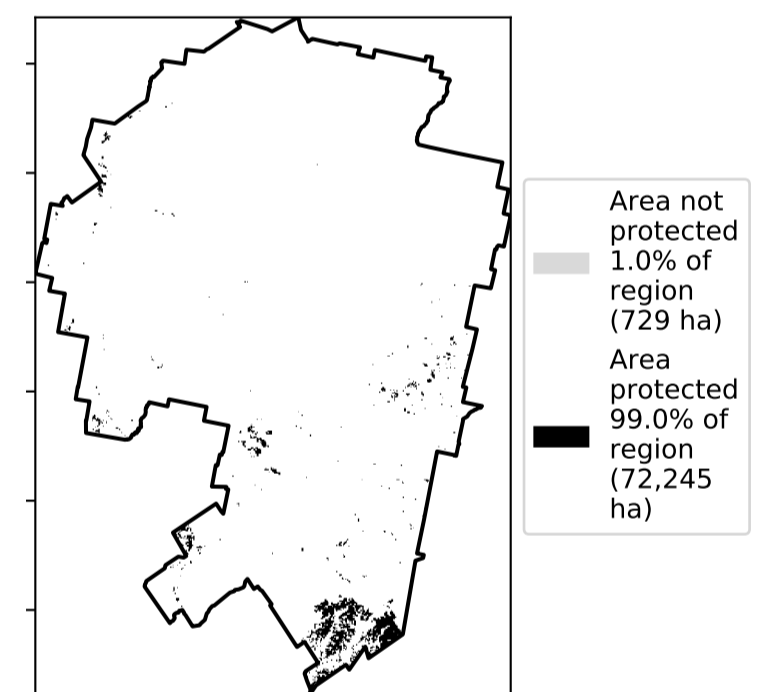 Area not
protected
1.0% of
region
(729 ha)
Area
protected
99.0% of
region
(72,245
ha)